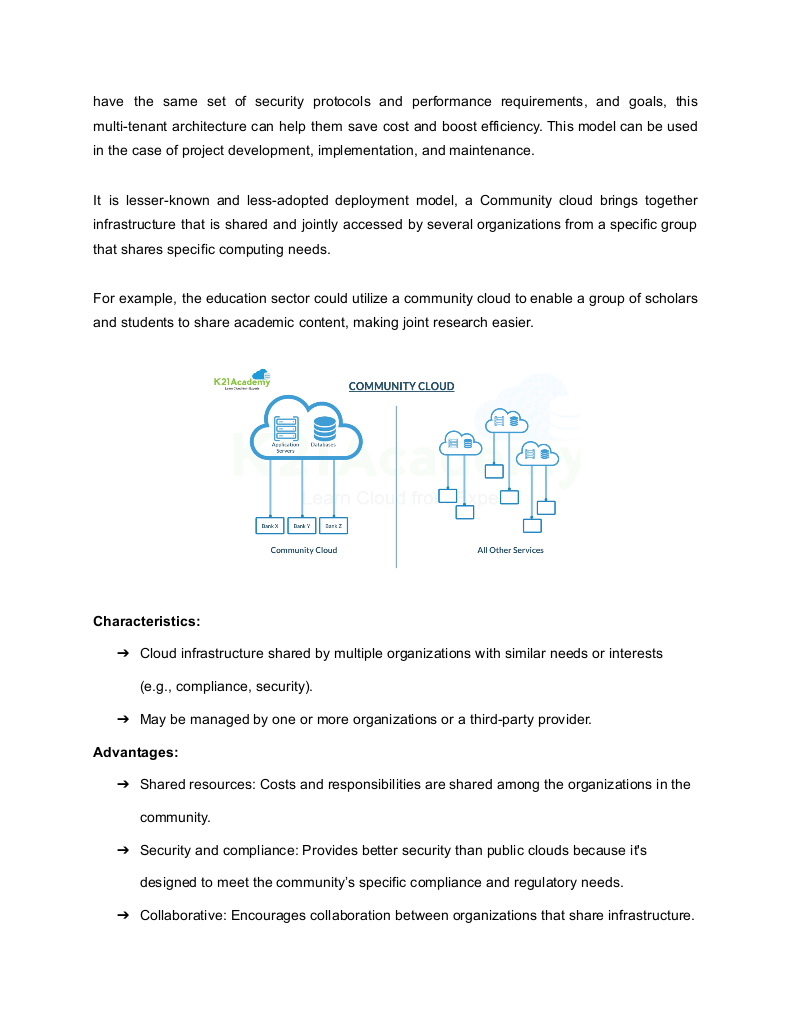 have the same set of security protocols and performance requirements, and goals, this
multi-tenant architecture can help them save cost and boost efficiency. This model can be used
in the case of project development, implementation, and maintenance.
It is lesser-known and less-adopted deployment model, a Community cloud brings together
infrastructure that is shared and jointly accessed by several organizations from a specific group
that shares specific computing needs.
For example, the education sector could utilize a community cloud to enable a group of scholars
and students to share academic content, making joint research easier.
K21Academy
Learn Cloud from Experts
COMMUNITY CLOUD
Application
Servers
Databases
K21Academy
Learn Cloud from Experts
Bank X Bank Y Bank Z
Community Cloud
All Other Services
Characteristics:
➔ Cloud infrastructure shared by multiple organizations with similar needs or interests
(e.g., compliance, security).
➔ May be managed by one or more organizations or a third-party provider.
Advantages:
➔ Shared resources: Costs and responsibilities are shared among the organizations in the
community.
➔ Security and compliance: Provides better security than public clouds because it's
designed to meet the community’s specific compliance and regulatory needs.
➔ Collaborative: Encourages collaboration between organizations that share infrastructure.